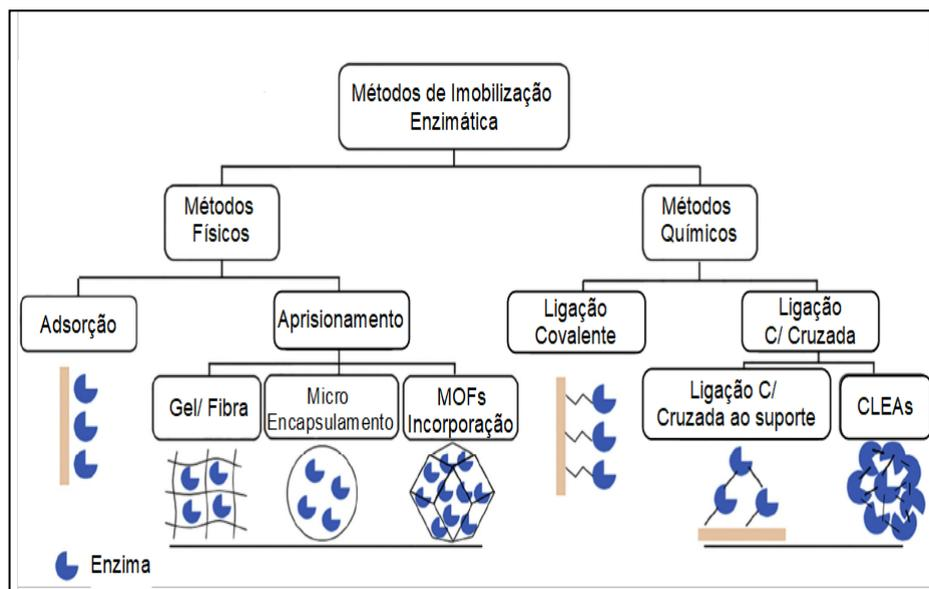 Métodos de Imobilização
Enzimática
Métodos
Físicos
Métodos
Químicos
Adsorção
Aprisionamento
Ligação
Covalente
Ligação
C/ Cruzada
Gel/ Fibra
Micro
Encapsulamento
MOFs
Incorporação
Ligação C/
Cruzada ao suporte
CLEAs
Enzima